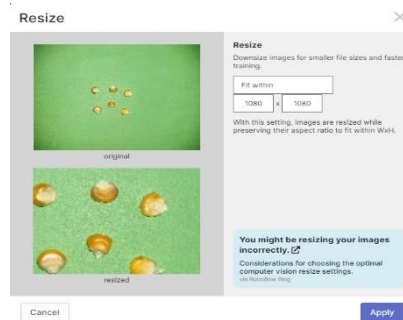 Resize
×
original
resized
Resize
Downsize images for smaller file sizes and faster
training.
Fit within
1080 x 1080
With this setting, images are resized while
preserving their aspect ratio to fit within WxH.
You might be resizing your images
incorrectly.
Considerations for choosing the optimal
computer vision resize settings.
via Roboflow Blog
Cancel
Apply